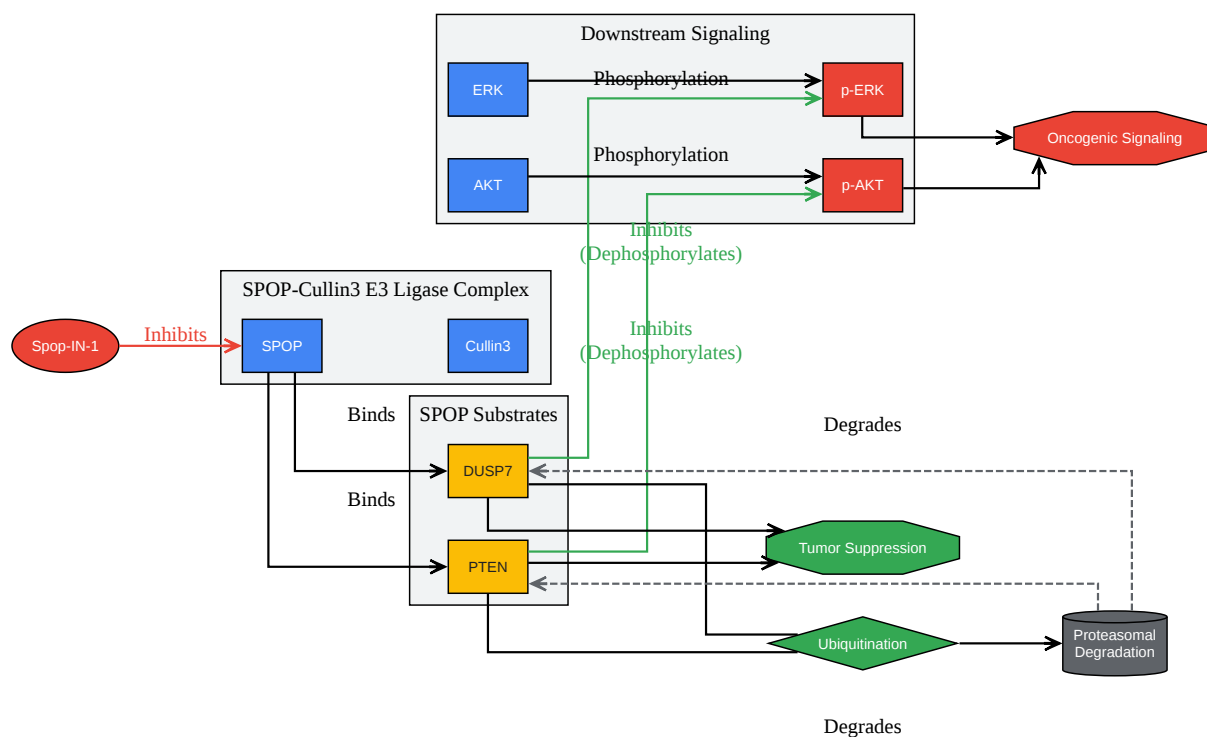 Downstream Signaling
ERK
Phosphorylation
p-ERK
Oncogenic Signaling
AKT
Phosphorylation
p-AKT
Inhibits
(Dephosphorylates)
SPOP-Cullin3 E3 Ligase Complex
Spop-IN-1
Inhibits
SPOP
Cullin3
Inhibits
(Dephosphorylates)
Binds
SPOP Substrates
Degrades
DUSP7
Binds
Tumor Suppression
PTEN
Ubiquitination
Proteasomal
Degradation
Degrades